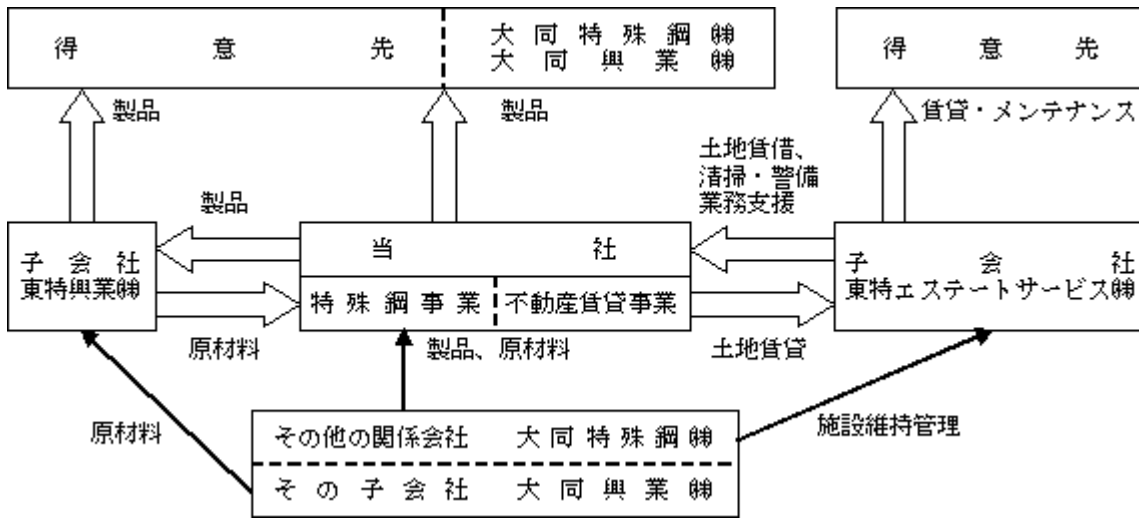 得意先
大同特殊鋼㈱
大同興業㈱
得意先
製品
製品
賃貸・メンテナンス
土地賃借、
清掃・警備
業務支援
製品
子会社
東特興業㈱
当社
特殊鋼事業
不動産賃貸事業
子会社
東特エステートサービス㈱
原材料
製品、原材料
土地賃貸
原材料
施設維持管理
その他の関係会社 大同特殊鋼㈱
その子会社 大同興業㈱